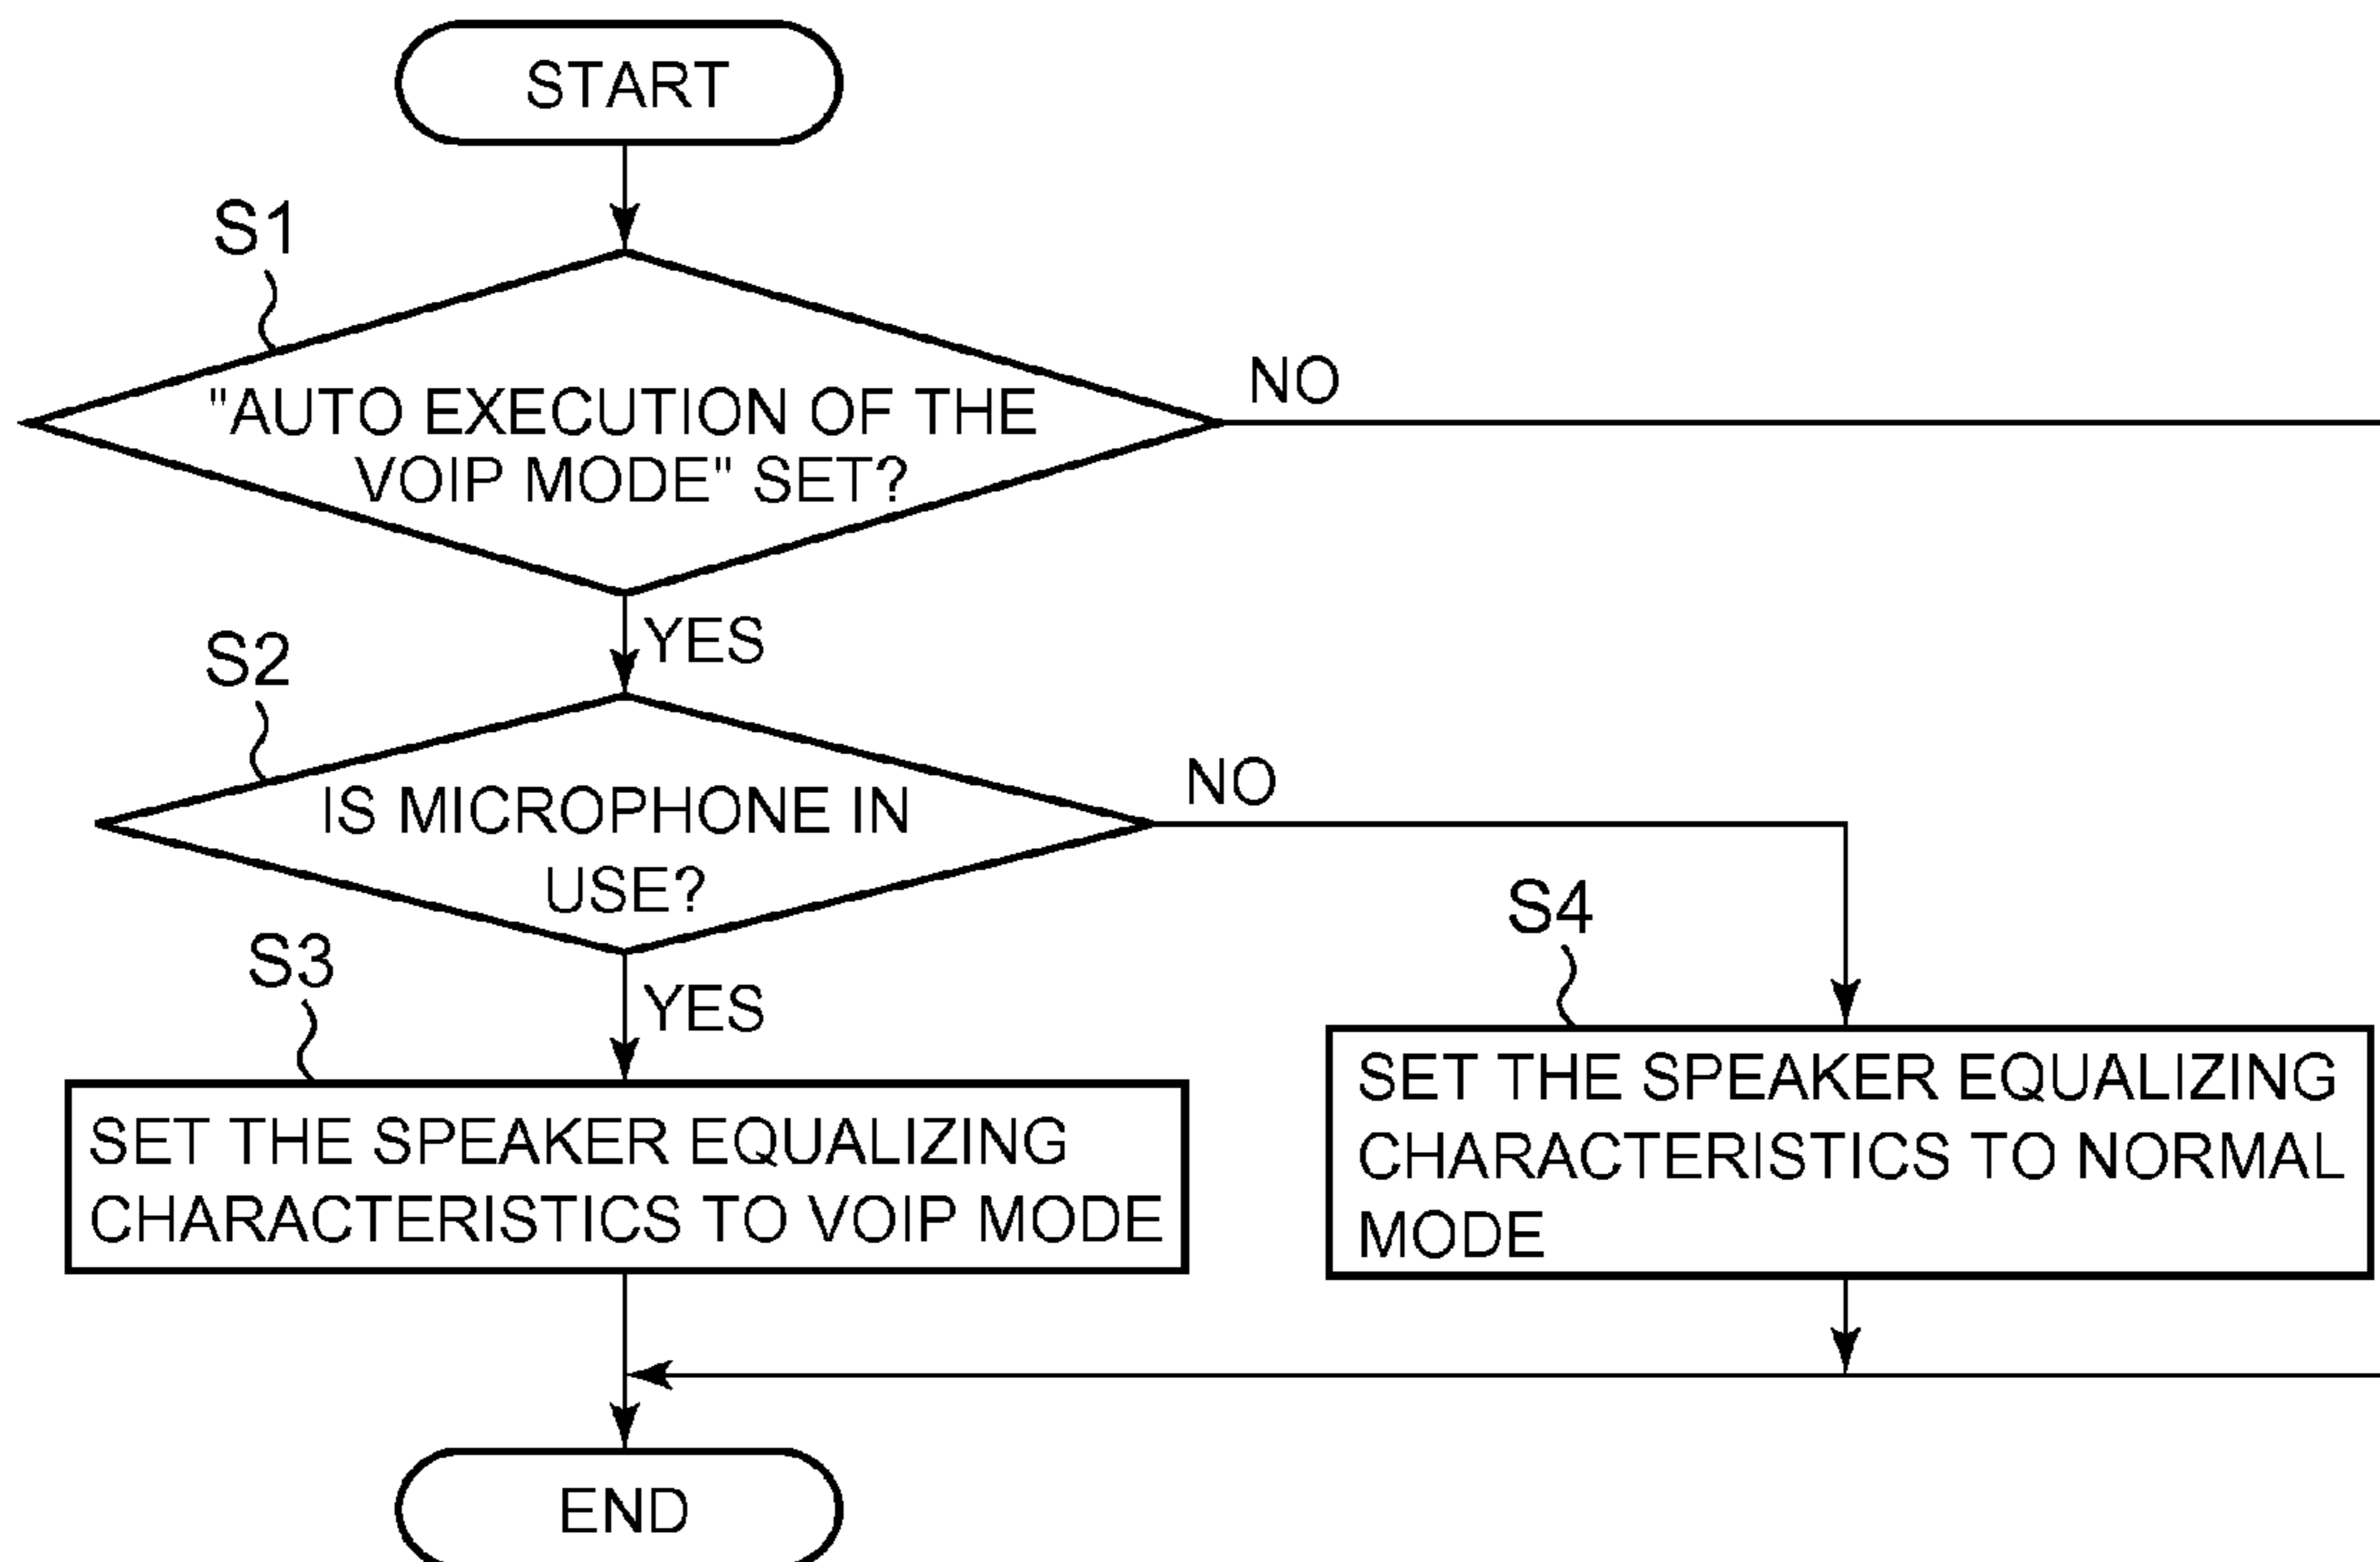 START
S1
"AUTO EXECUTION OF THE
VOIP MODE" SET?
NO
YES
S2
IS MICROPHONE IN
USE?
NO
YES
S3
SET THE SPEAKER EQUALIZING
CHARACTERISTICS TO VOIP MODE
S4
SET THE SPEAKER EQUALIZING
CHARACTERISTICS TO NORMAL
MODE
END